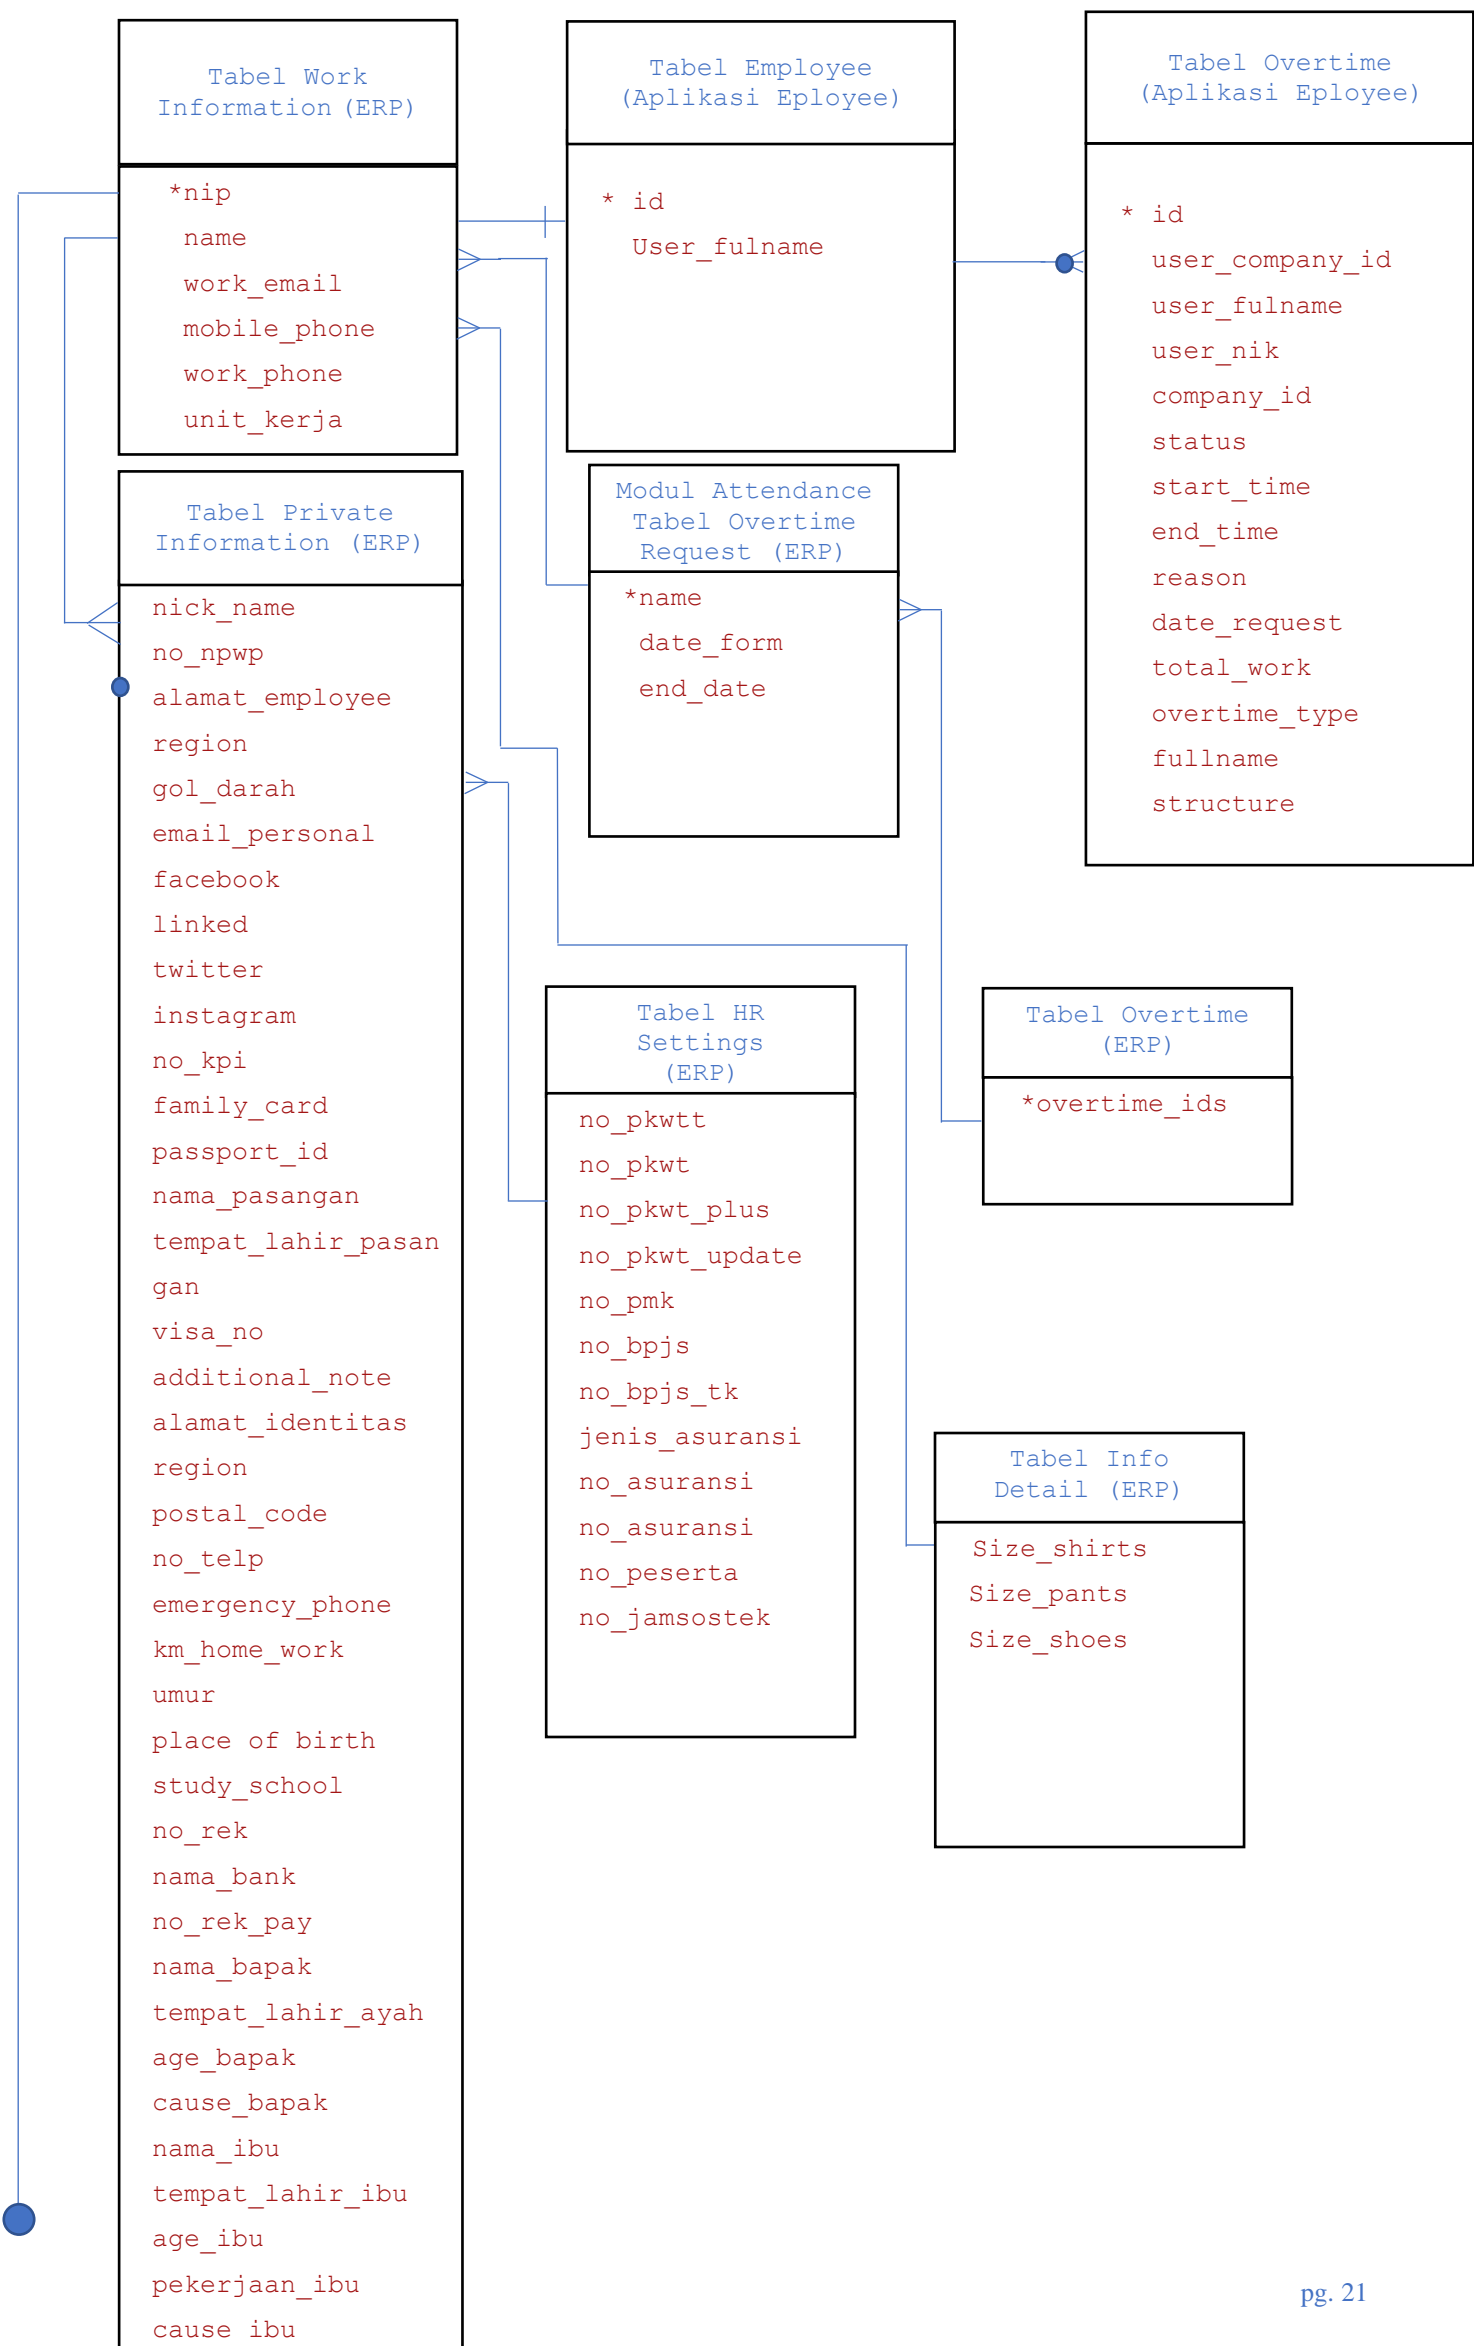 Tabel Work
Information (ERP)
*nip
name
work_email
mobile_phone
work_phone
unit_kerja
Tabel Employee
(Aplikasi Eployee)
* id
User_fulname
Tabel Overtime
(Aplikasi Eployee)
* id
user_company_id
user_fulname
user_nik
company_id
status
start_time
end_time
reason
date_request
total_work
overtime_type
fullname
structure
Tabel Private
Information (ERP)
nick_name
no_npwp
alamat_employee
region
gol_darah
email_personal
facebook
linked
twitter
instagram
no_kpi
family_card
passport_id
nama_pasangan
tempat_lahir_pasan
gan
visa_no
additional_note
alamat_identitas
region
postal_code
no_telp
emergency_phone
km_home_work
umur
place of birth
study_school
no_rek
nama_bank
no_rek_pay
nama_bapak
tempat_lahir_ayah
age_bapak
cause_bapak
nama_ibu
tempat_lahir_ibu
age_ibu
pekerjaan_ibu
cause ibu
Modul Attendance
Tabel Overtime
Request (ERP)
*name
date_form
end_date
Tabel HR
Settings
(ERP)
no_pkwtt
no_pkwt
no_pkwt_plus
no_pkwt_update
no_pmk
no_bpjs
no_bpjs_tk
jenis_asuransi
no_asuransi
no_asuransi
no_peserta
no_jamsostek
Tabel Overtime
(ERP)
*overtime_ids
Tabel Info
Detail (ERP)
Size_shirts
Size_pants
Size_shoes
pg. 21